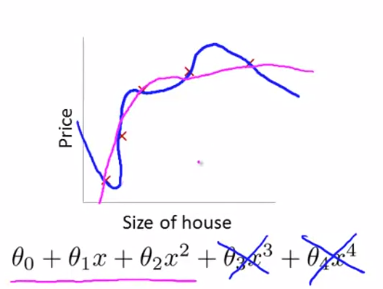 Price
Size of house
θ₀ + θ₁x + θ₂x² + θ₃x³ + θ₄x⁴